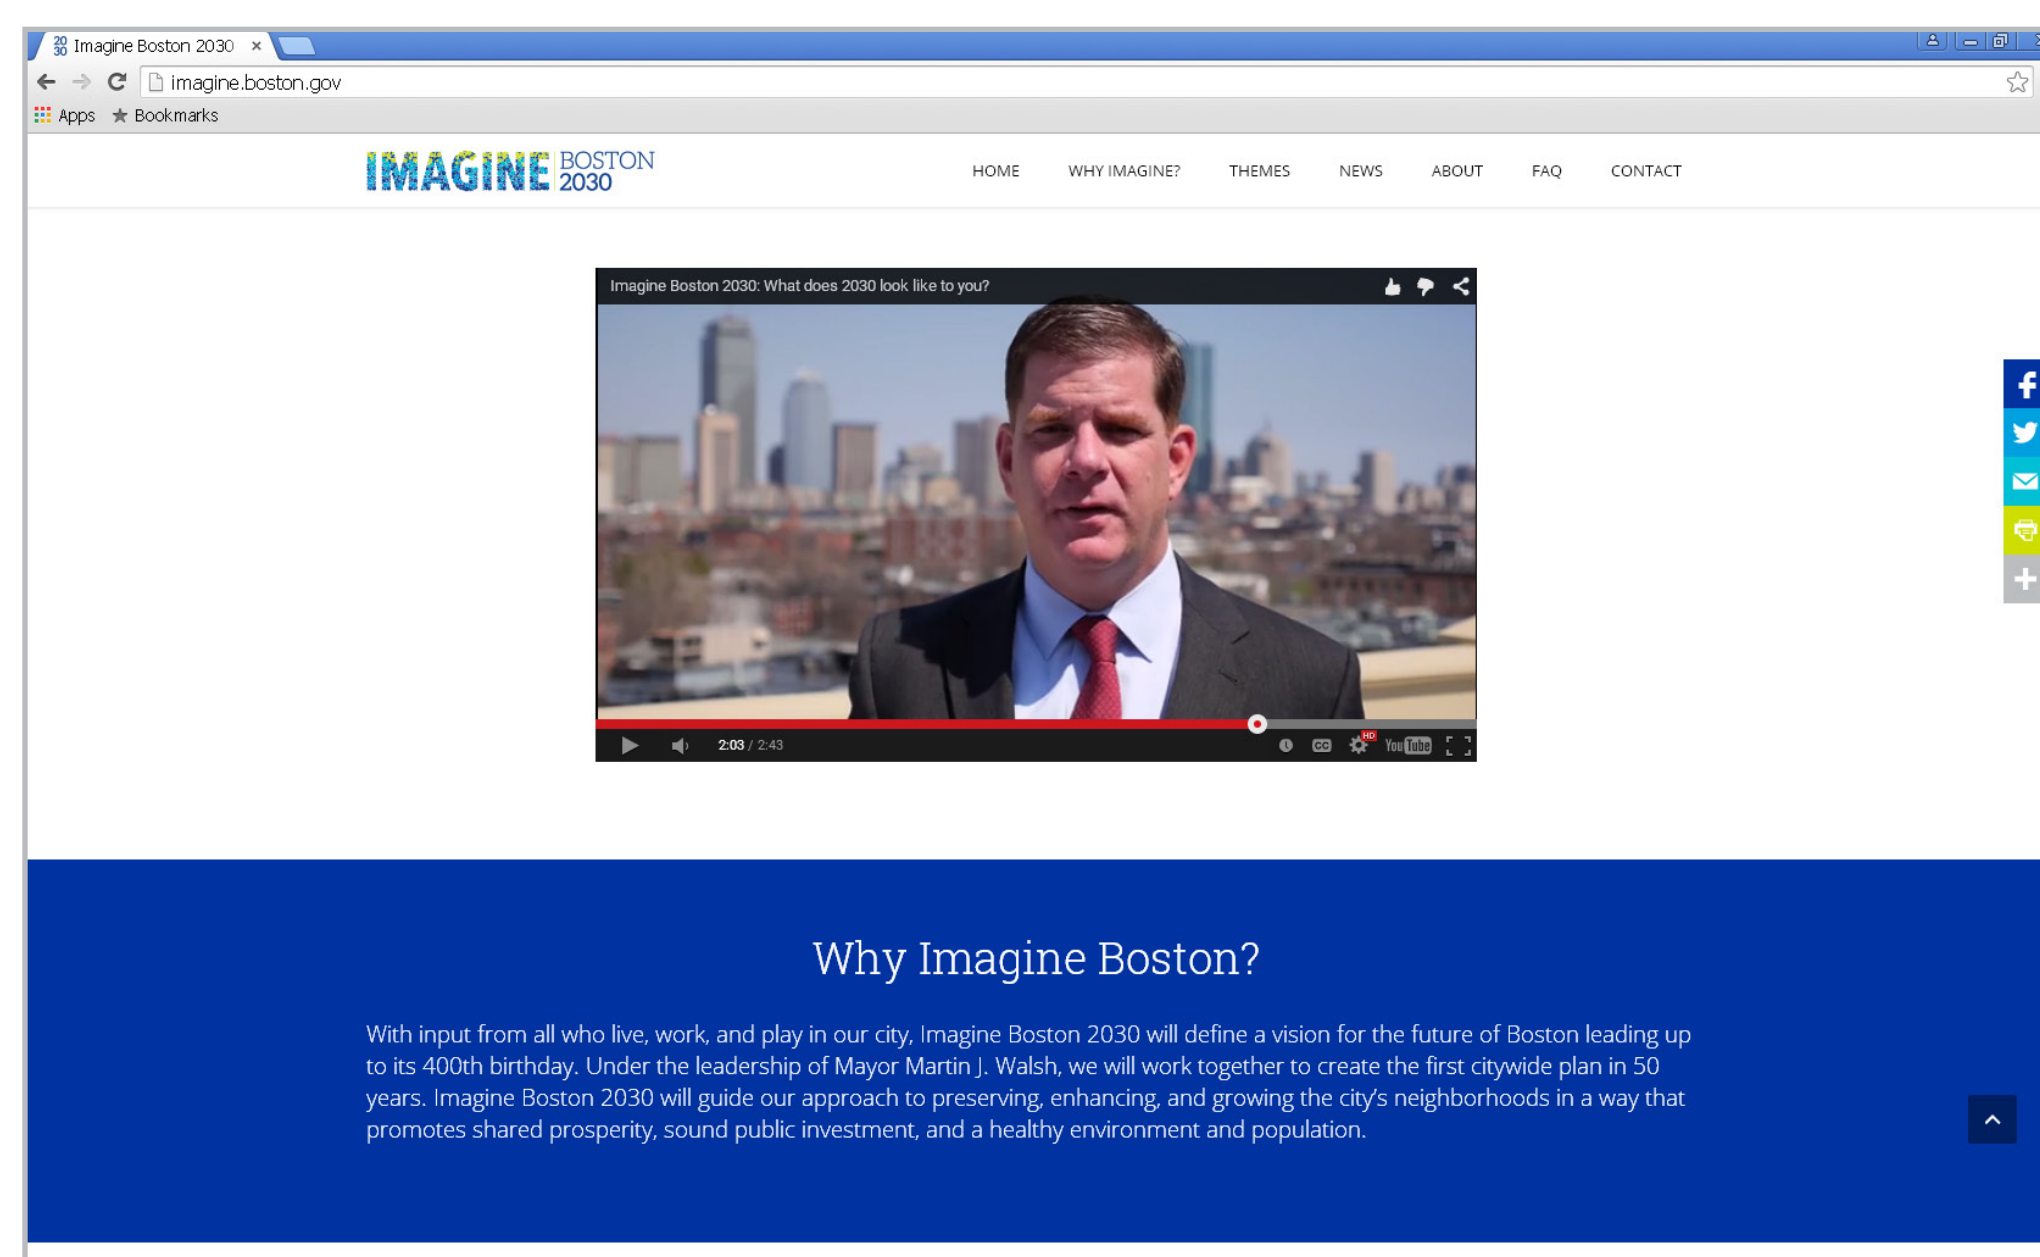 20
30
Imagine Boston 2030
imagine.boston.gov
Apps Bookmarks
IMAGINE BOSTON
2030
HOME WHY IMAGINE? THEMES NEWS ABOUT FAQ CONTACT
Imagine Boston 2030: What does 2030 look like to you?
2:03 / 2:43
CC HD YouTube
Why Imagine Boston?
With input from all who live, work, and play in our city, Imagine Boston 2030 will define a vision for the future of Boston leading up
to its 400th birthday. Under the leadership of Mayor Martin J. Walsh, we will work together to create the first citywide plan in 50
years. Imagine Boston 2030 will guide our approach to preserving, enhancing, and growing the city’s neighborhoods in a way that
promotes shared prosperity, sound public investment, and a healthy environment and population.